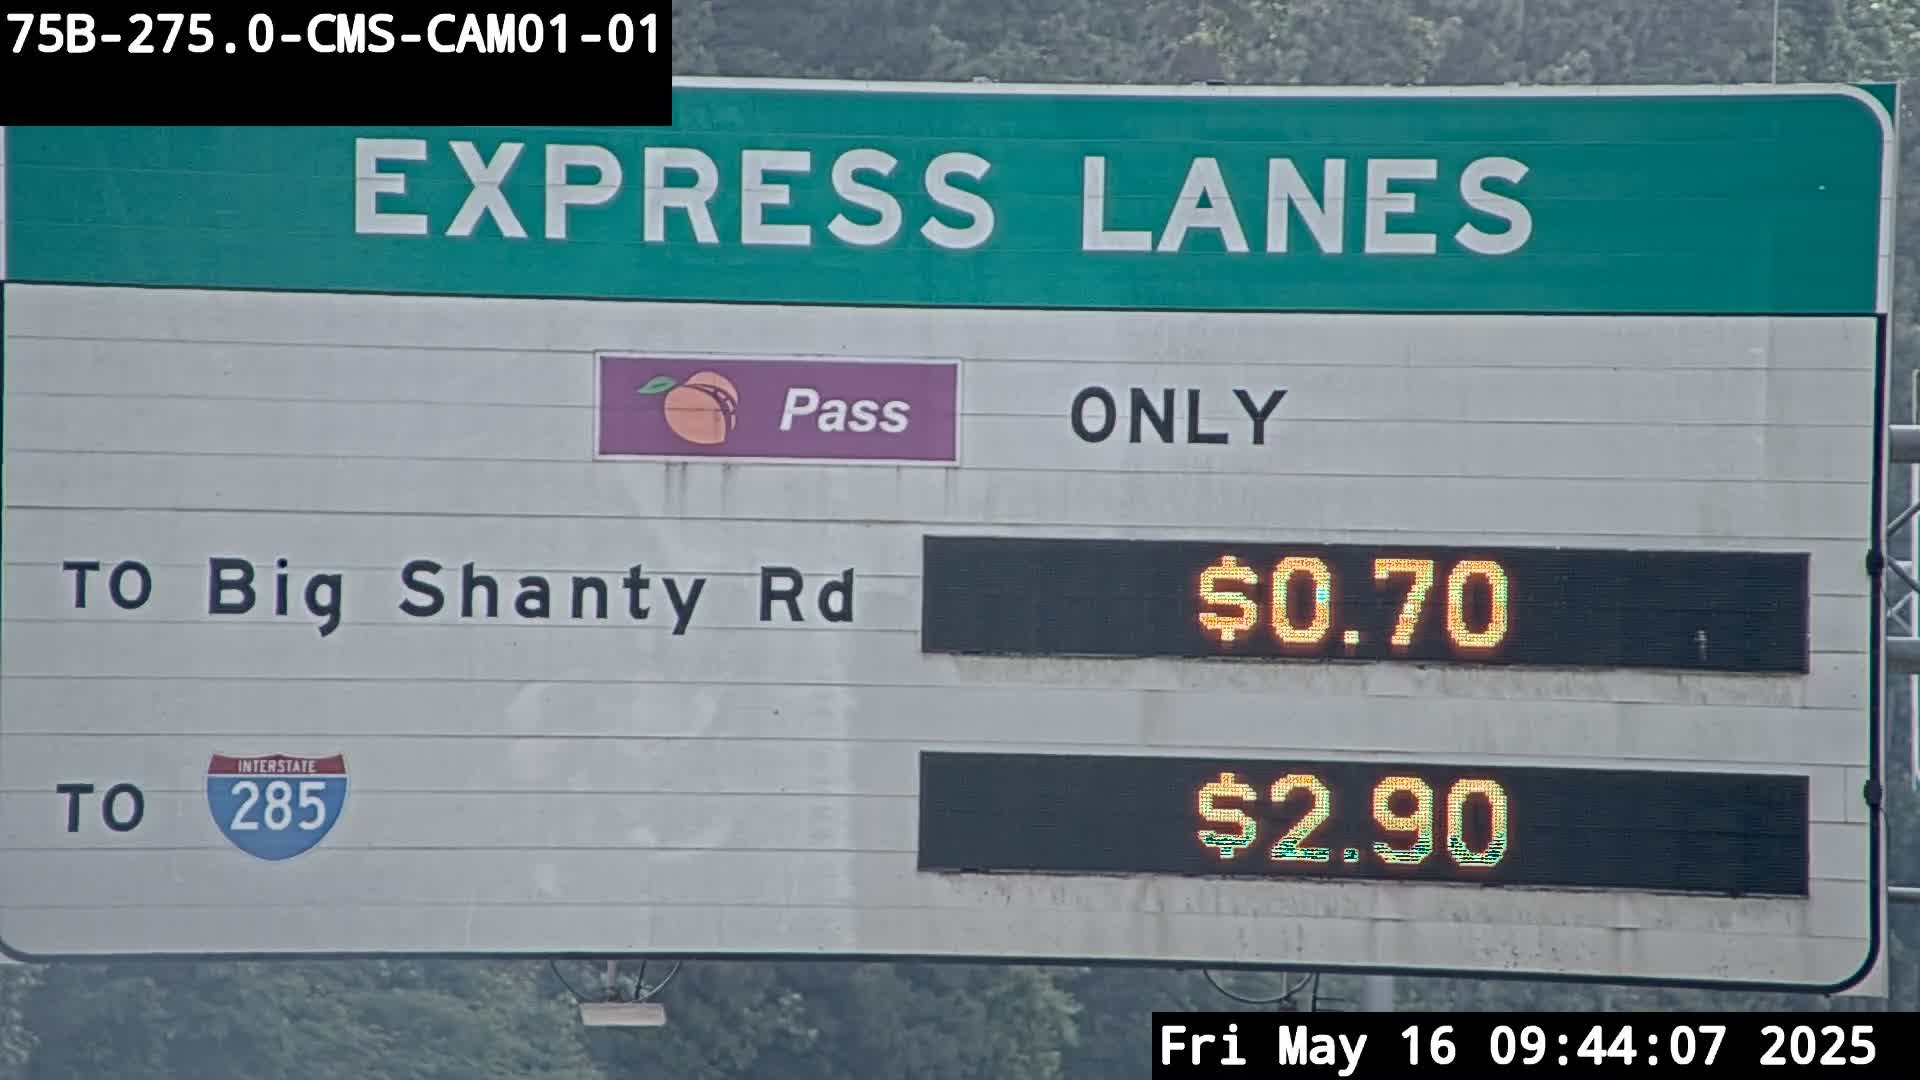 75B-275.0-CMS-CAM01-01
EXPRESS LANES
Pass ONLY
TO Big Shanty Rd $0.70
TO INTERSTATE 285 $2.90
Fri May 16 09:44:07 2025